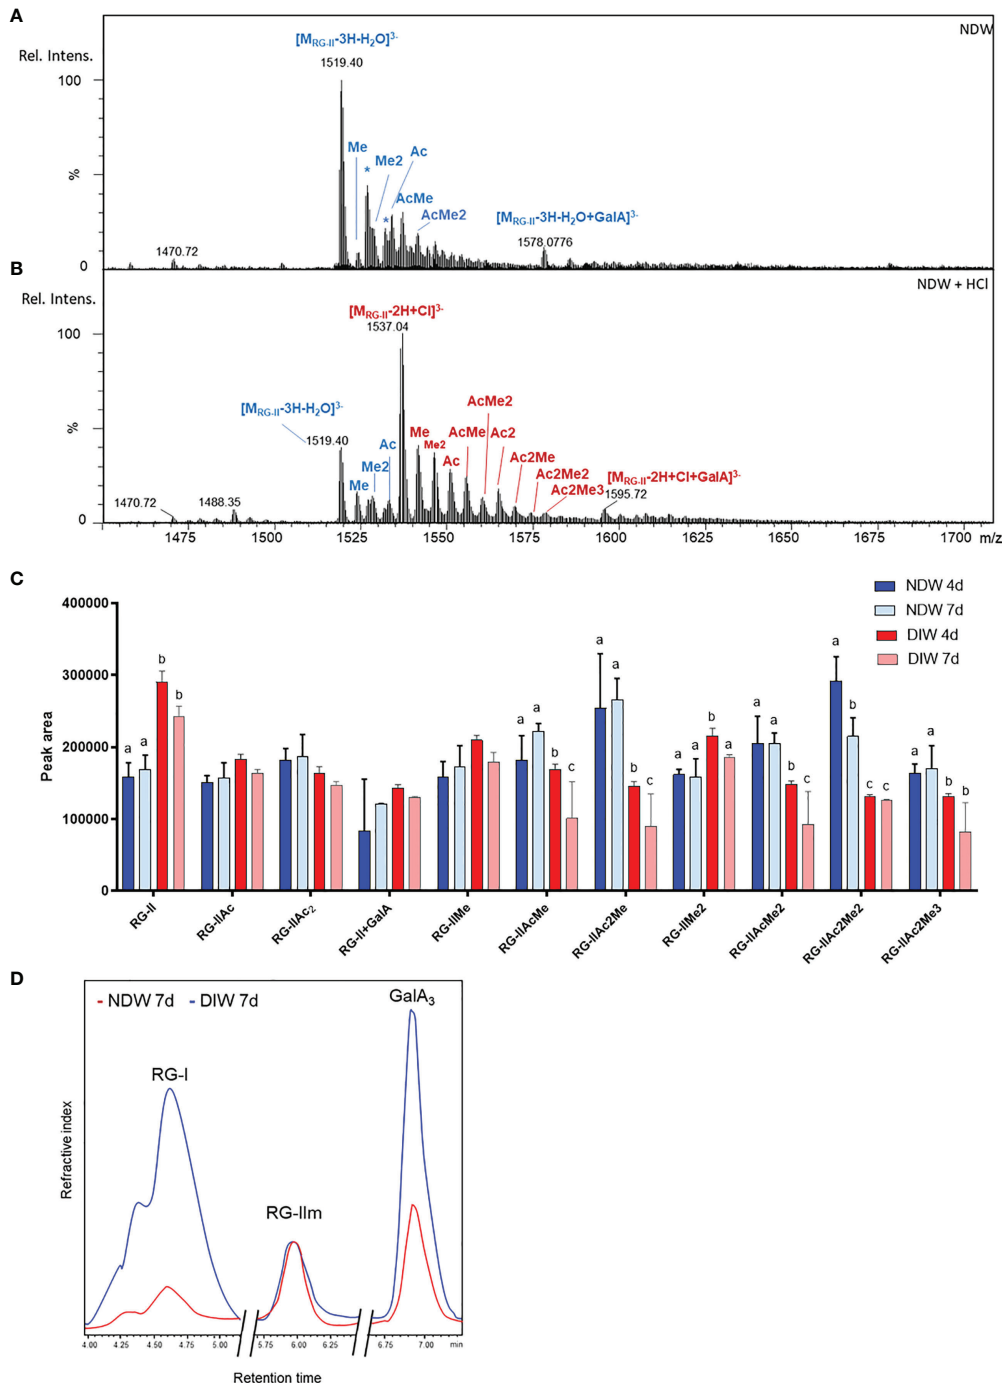 A
NDW
[MRG-II-3H-H2O]3-
Rel. Intens.
1519.40
100
Me
*
Me2
Ac
%
*
AcMe
AcMe2
[MRG-II-3H-H2O+GalA]3-
1470.72
1578.0776
0
B
NDW + HCl
Rel. Intens.
[MRG-II-2H+Cl]3-
1537.04
100
AcMe2
[MRG-II-3H-H2O]3-
Me
Me2
AcMe
Ac2
%
1519.40
Ac
Ac
Ac2Me
Me2
Me
Ac2Me2
Ac2Me3
[MRG-II-2H+Cl+GalA]3-
1470.72
1488.35
1595.72
0
1475 1500 1525 1550 1575 1600 1625 1650 1675 1700 m/z
C
400000
300000
200000
100000
0
Peak area
NDW 4d
NDW 7d
DIW 4d
DIW 7d
a a b b
a a b c
a a b c
a a b a
a a b c
a b c c
a a b b
RG-II
RG-IIAc
RG-IIAc2
RG-II+GalA
RG-IIMe
RG-IIAcMe
RG-IIAc2Me
RG-IIMe2
RG-IIAcMe2
RG-IIAc2Me2
RG-IIAc2Me3
D
NDW 7d DIW 7d
GalA3
RG-I
RG-IIm
Refractive index
4.00 4.25 4.50 4.75 5.00 5.75 6.00 6.25 6.75 7.00 min
Retention time